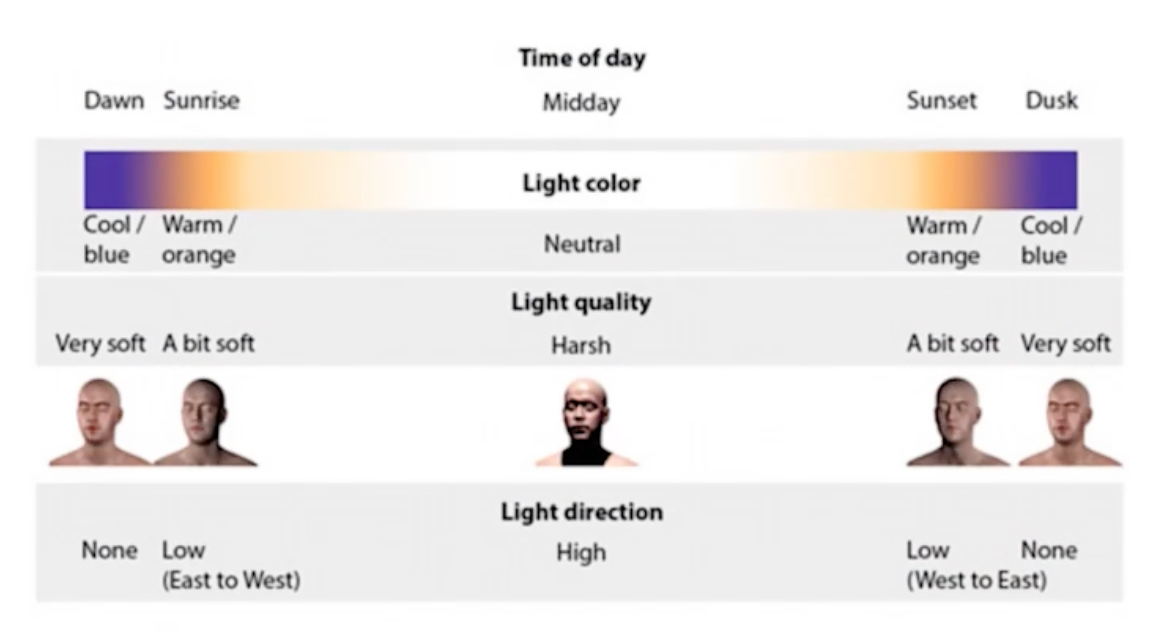 Time of day
Dawn Sunrise Midday Sunset Dusk
Light color
Cool / Warm / Neutral Warm / Cool /
blue orange orange blue
Light quality
Very soft A bit soft Harsh A bit soft Very soft
Light direction
None Low High Low None
(East to West) (West to East)